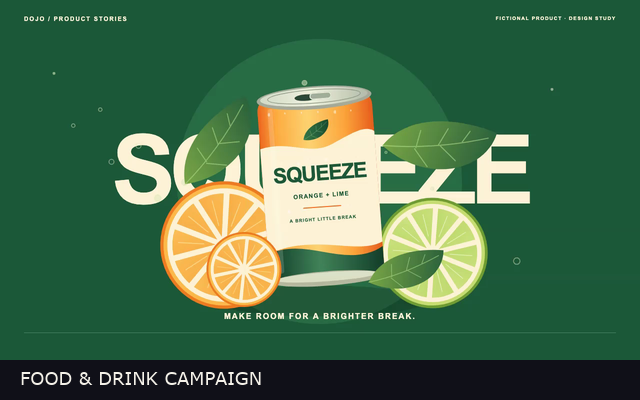 DOJO / PRODUCT STORIES
FICTIONAL PRODUCT - DESIGN STUDY
SQUEEZE
SQUEEZE
ORANGE + LIME
A BRIGHT LITTLE BREAK
MAKE ROOM FOR A BRIGHTER BREAK.
FOOD & DRINK CAMPAIGN